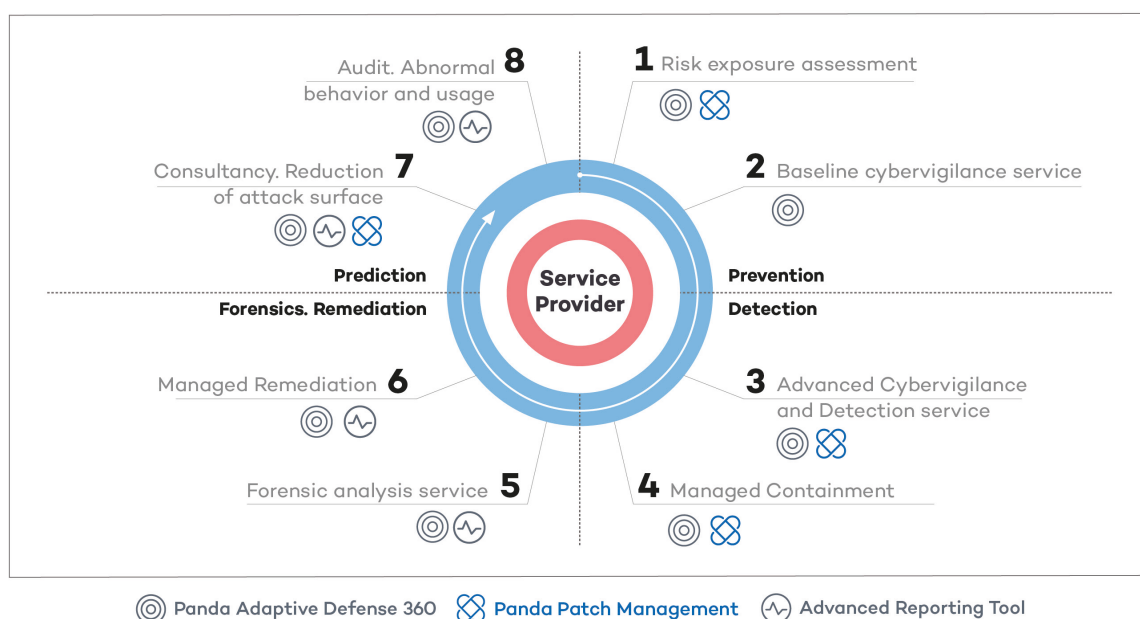 8
Audit. Abnormal
behavior and usage
1 Risk exposure assessment
7
Consultancy. Reduction
of attack surface
2 Baseline cybervigilance service
Prediction
Prevention
Service
Provider
Forensics. Remediation
Detection
Managed Remediation 6
3 Advanced Cybervigilance
and Detection service
Forensic analysis service 5
4 Managed Containment
Panda Adaptive Defense 360
Panda Patch Management
Advanced Reporting Tool